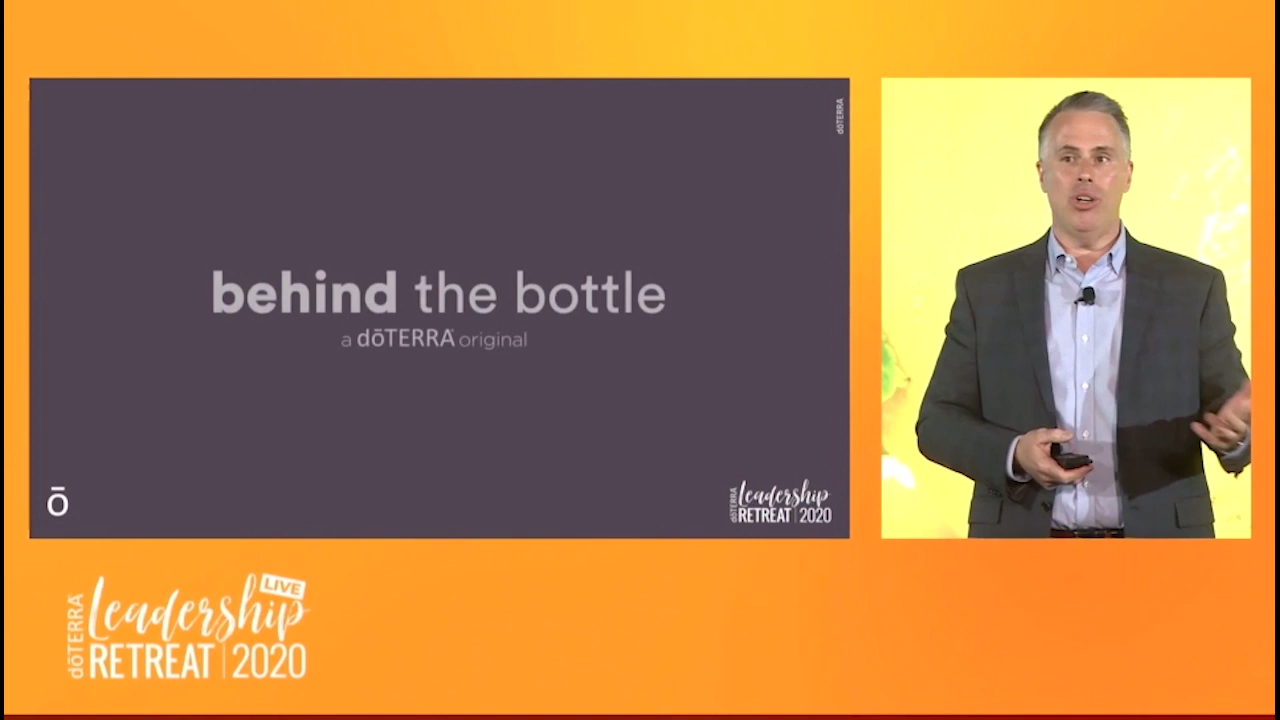 dōTERRA
behind the bottle
a dōTERRA original
Ō
dōTERRA
Leadership
RETREAT | 2020
LIVE
dōTERRA
Leadership
RETREAT | 2020